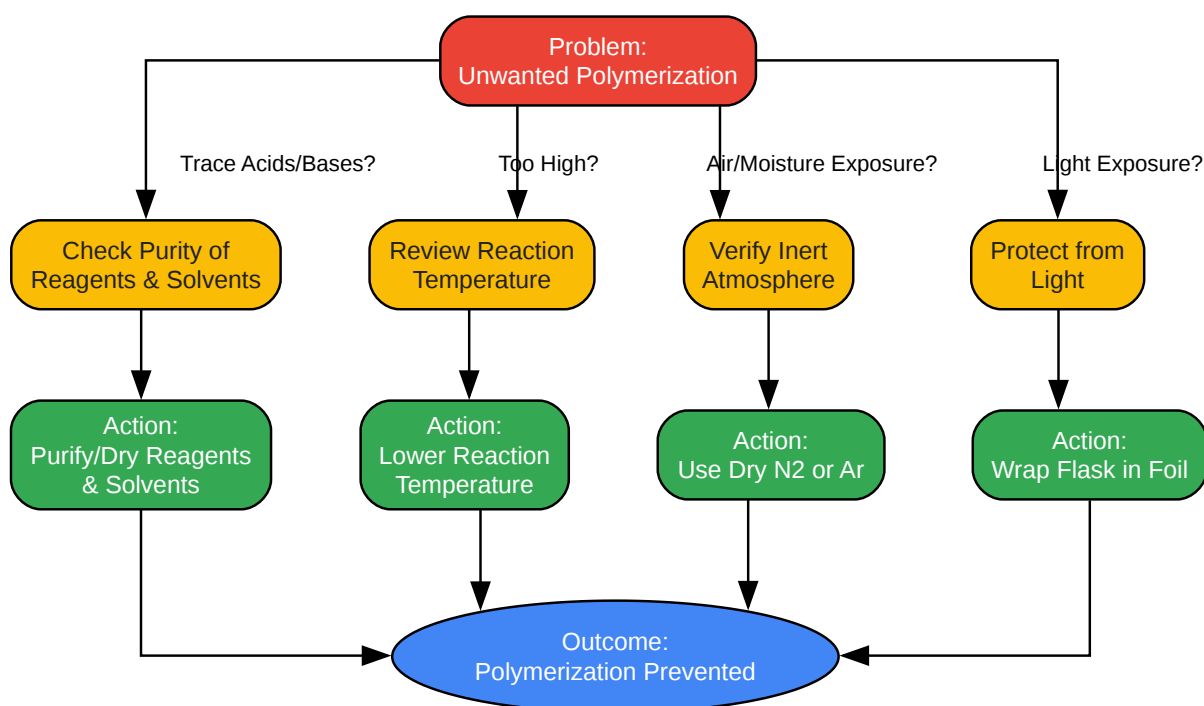 Problem:
Unwanted Polymerization
Trace Acids/Bases?
Too High?
Air/Moisture Exposure?
Light Exposure?
Check Purity of
Reagents & Solvents
Review Reaction
Temperature
Verify Inert
Atmosphere
Protect from
Light
Action:
Purify/Dry Reagents
& Solvents
Action:
Lower Reaction
Temperature
Action:
Use Dry N2 or Ar
Action:
Wrap Flask in Foil
Outcome:
Polymerization Prevented